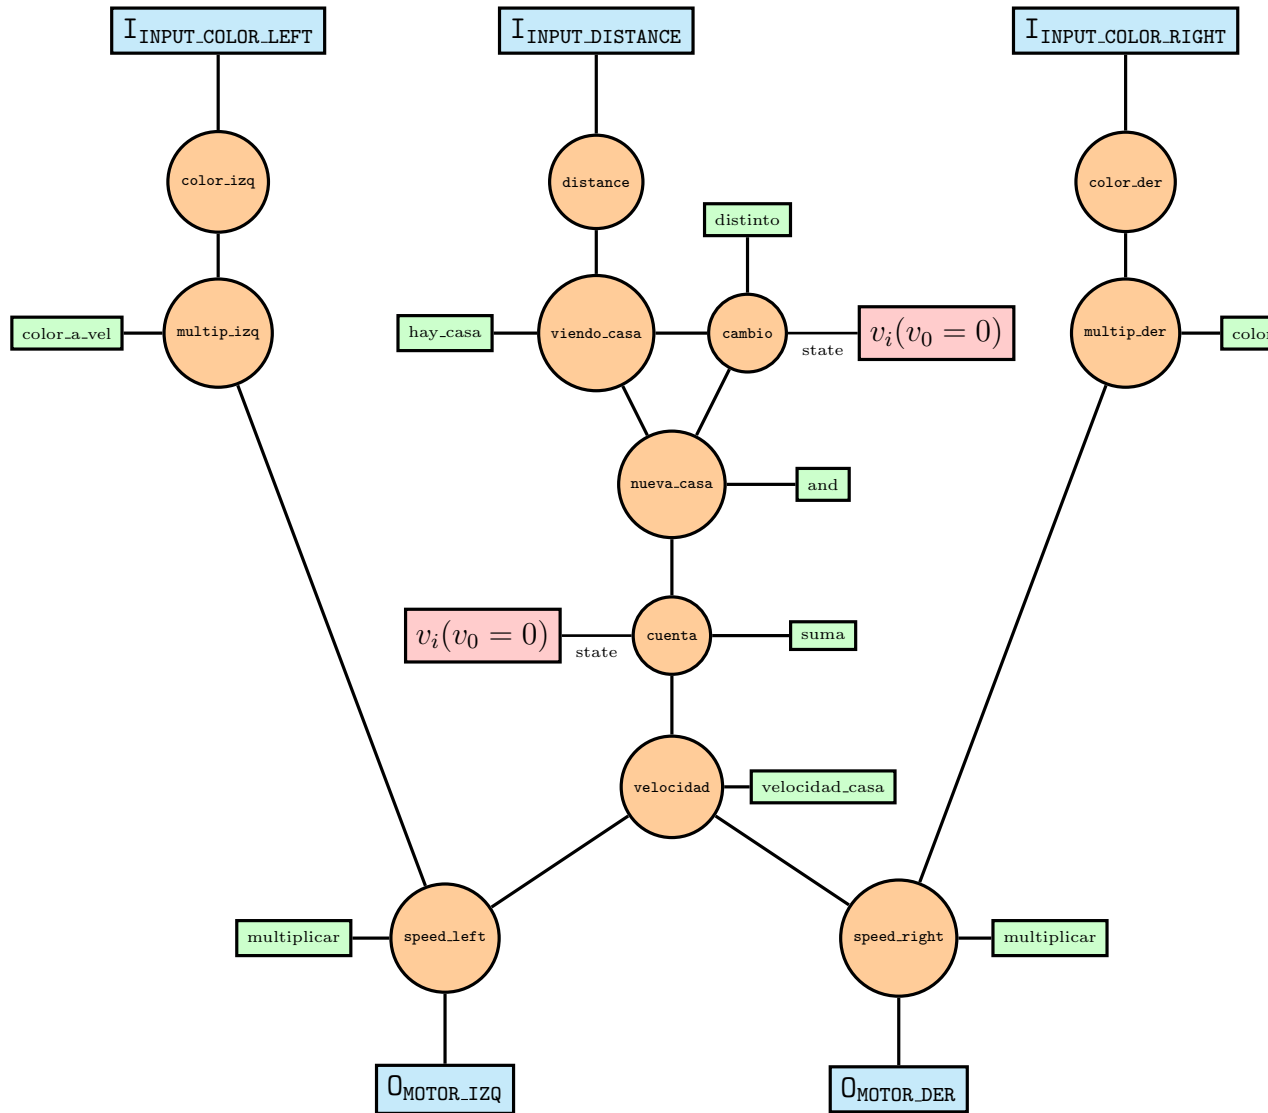 I_INPUT_COLOR_LEFT
I_INPUT_DISTANCE
I_INPUT_COLOR_RIGHT
color_izq
distance
color_der
distinto
color_a_vel
multip_izq
hay_casa
viendo_casa
cambio
state
v_i(v_0 = 0)
multip_der
color
nueva_casa
and
v_i(v_0 = 0)
state
cuenta
suma
velocidad
velocidad_casa
multiplicar
speed_left
speed_right
multiplicar
O_MOTOR_IZQ
O_MOTOR_DER